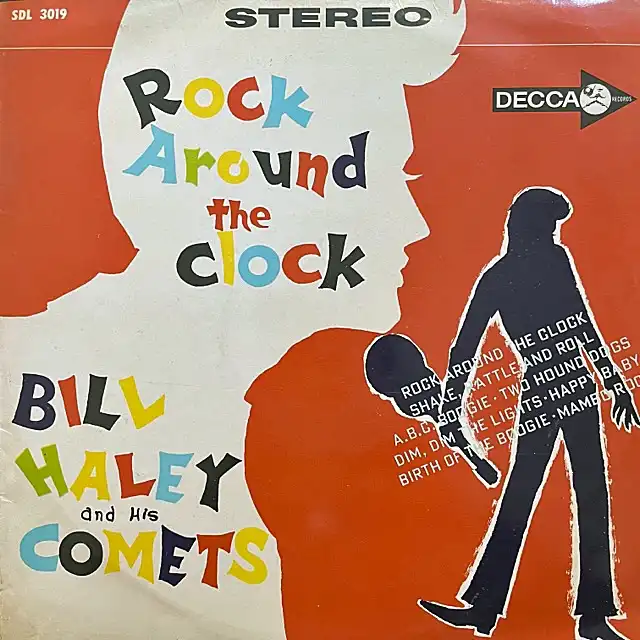 SDL 3019
STEREO
DECCA
RECORDS
Rock
Around
the
clock
BILL
HALEY
and His
COMETS
ROCK AROUND THE CLOCK
SHAKE, RATTLE AND ROLL
A.B.C. BOOGIE · TWO HOUND DOGS
DIM, DIM THE LIGHTS · HAPPY BABY
BIRTH OF THE BOOGIE · MAMBO ROC